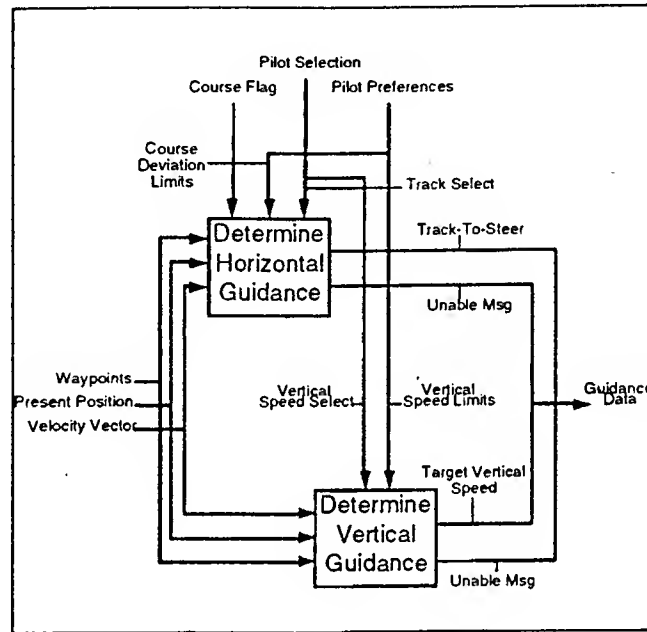 Pilot Selection
Course Flag
Pilot Preferences
Course
Deviation
Limits
Track Select
Determine
Horizontal
Guidance
Track-To-Steer
Unable Msg
Waypoints
Present Position
Velocity Vector
Vertical
Speed Select
Vertical
Speed Limits
Guidance
Data
Target Vertical
Speed
Determine
Vertical
Guidance
Unable Msg